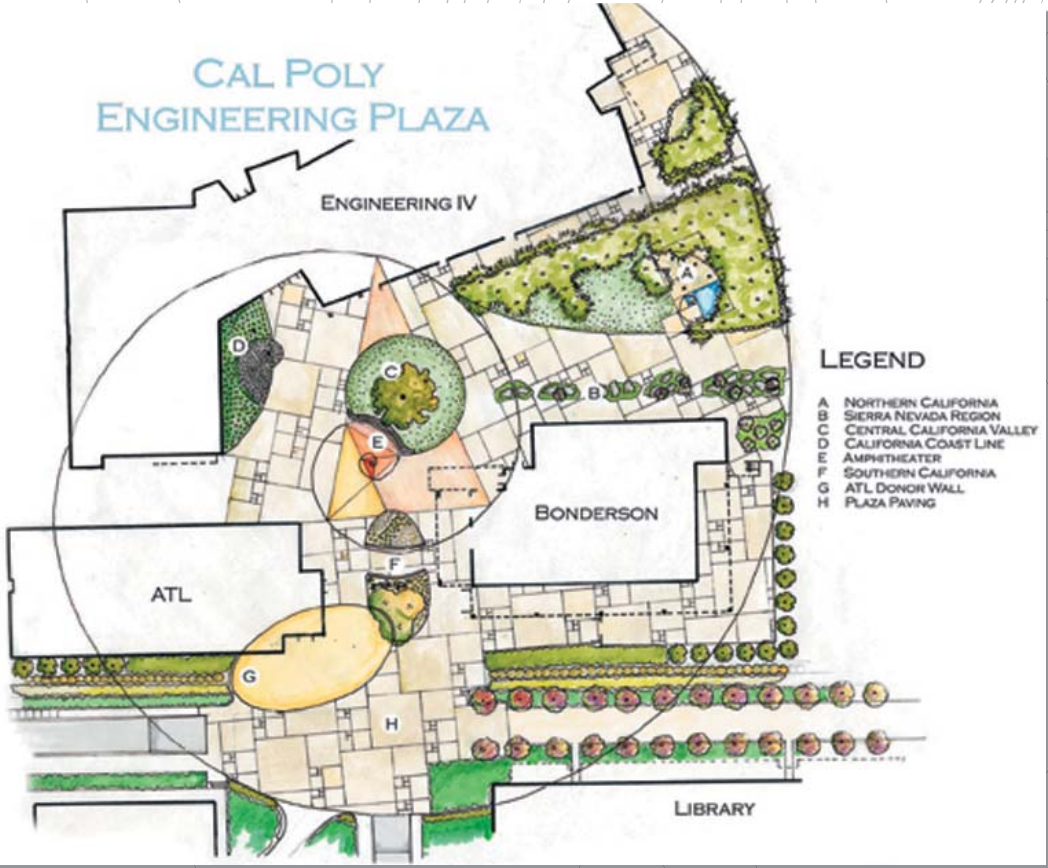 CAL POLY
ENGINEERING PLAZA
ENGINEERING IV
A
D
C
B
E
LEGEND
A NORTHERN CALIFORNIA
B SIERRA NEVADA REGION
C CENTRAL CALIFORNIA VALLEY
D CALIFORNIA COAST LINE
E AMPHITHEATER
F SOUTHERN CALIFORNIA
G ATL DONOR WALL
H PLAZA PAVING
BONDERSON
F
ATL
G
H
LIBRARY